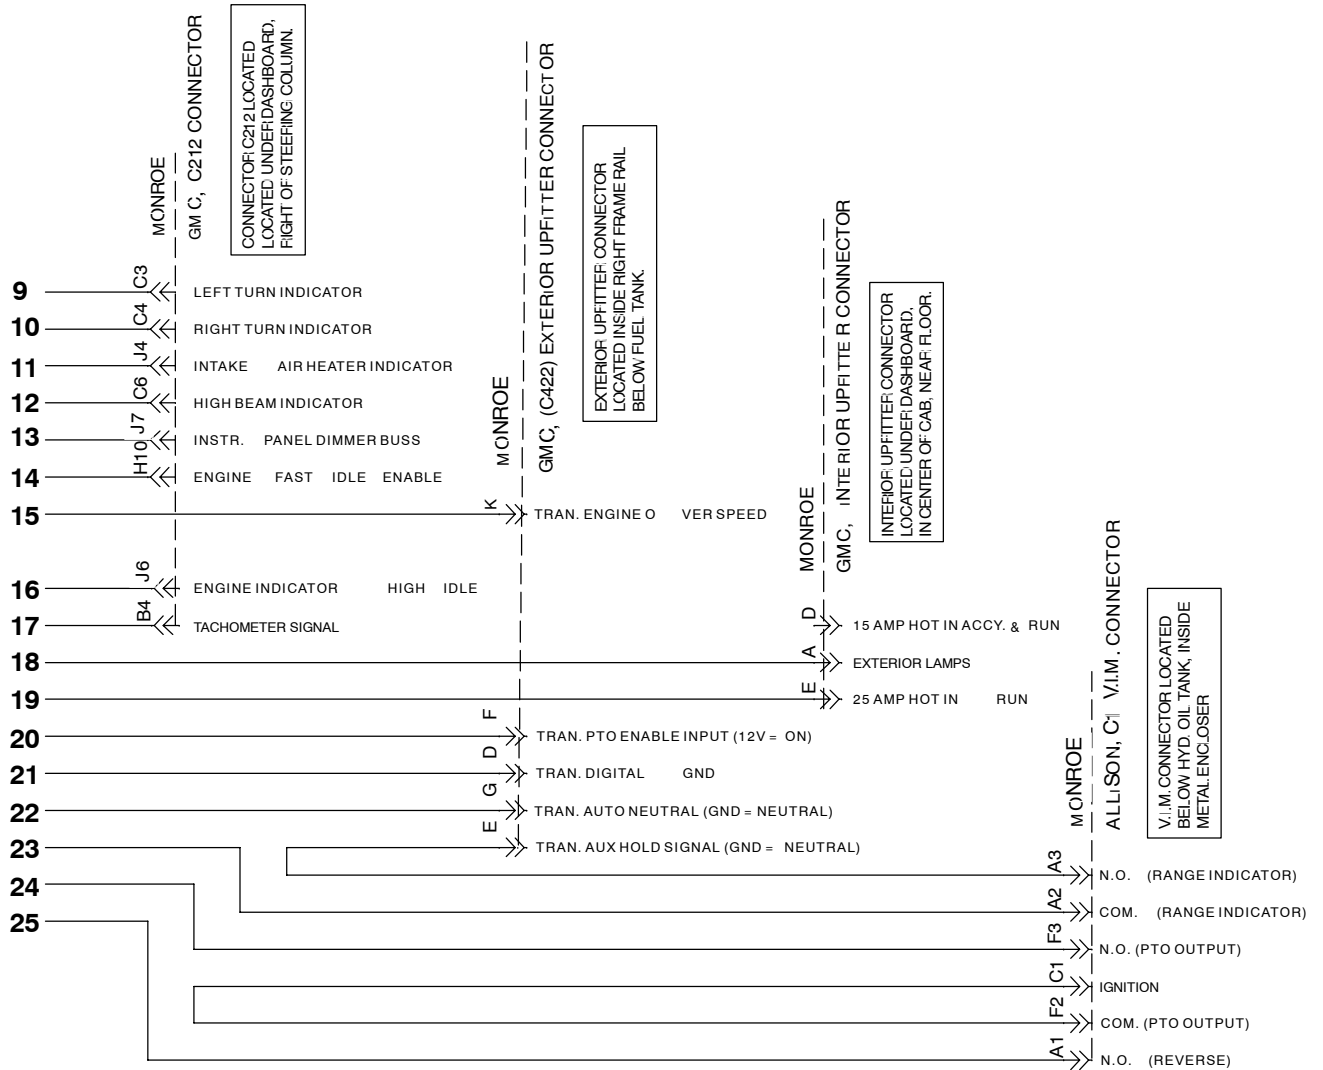 MONROE
GMC, C212 CONNECTOR
CONNECTOR C212 LOCATED
LOCATED UNDER DASHBOARD,
RIGHT OF STEERING COLUMN.
MONROE
GMC, (C422) EXTERIOR UPFITTER CONNECTOR
EXTERIOR UPFITTER CONNECTOR
LOCATED INSIDE RIGHT FRAME RAIL
BELOW FUEL TANK.
MONROE
GMC, INTERIOR UPFITTER CONNECTOR
INTERIOR UPFITTER CONNECTOR
LOCATED UNDER DASHBOARD,
IN CENTER OF CAB, NEAR FLOOR.
MONROE
ALLISON, C1 V.I.M. CONNECTOR
V.I.M. CONNECTOR LOCATED
BELOW HYD. OIL TANK, INSIDE
METAL ENCLOSER
9 C3 LEFT TURN INDICATOR
10 C4 RIGHT TURN INDICATOR
11 J4 INTAKE AIR HEATER INDICATOR
12 C6 HIGH BEAM INDICATOR
13 J7 INSTR. PANEL DIMMER BUSS
14 H10 ENGINE FAST IDLE ENABLE
15 K TRAN. ENGINE O VER SPEED
16 J6 ENGINE INDICATOR HIGH IDLE
17 B4 TACHOMETER SIGNAL
D 15 AMP HOT IN ACCY. & RUN
18 A EXTERIOR LAMPS
19 E 25 AMP HOT IN RUN
20 F TRAN. PTO ENABLE INPUT (12V = ON)
21 D TRAN. DIGITAL GND
22 G TRAN. AUTO NEUTRAL (GND = NEUTRAL)
23 E TRAN. AUX HOLD SIGNAL (GND = NEUTRAL)
24 A3 N.O. (RANGE INDICATOR)
25 A2 COM. (RANGE INDICATOR)
F3 N.O. (PTO OUTPUT)
C1 IGNITION
F2 COM. (PTO OUTPUT)
A1 N.O. (REVERSE)